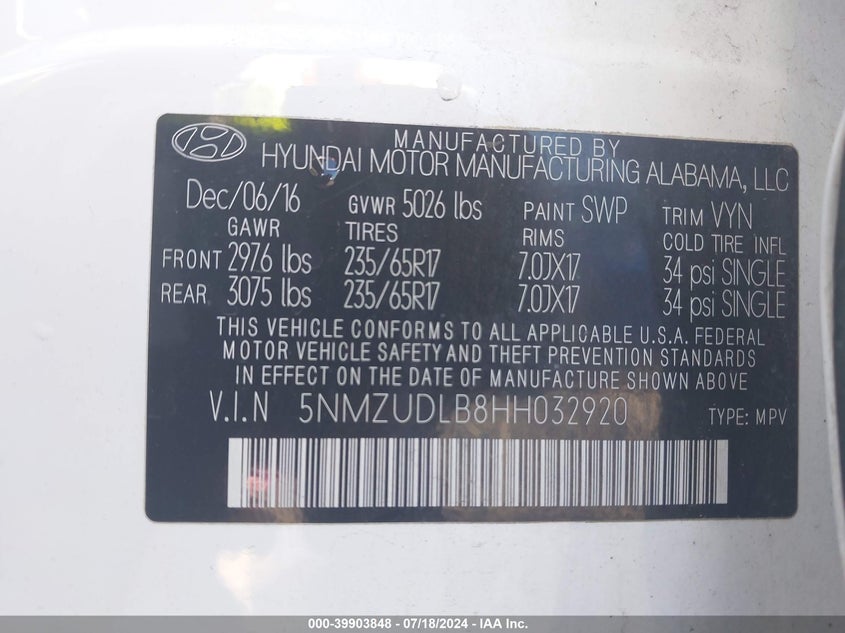 MANUFACTURED BY
HYUNDAI MOTOR MANUFACTURING ALABAMA, LLC
Dec/06/16 GVWR 5026 lbs PAINT SWP TRIM VYN
GAWR TIRES RIMS COLD TIRE INFL
FRONT 2976 lbs 235/65R17 7.0JX17 34 psi SINGLE
REAR 3075 lbs 235/65R17 7.0JX17 34 psi SINGLE
THIS VEHICLE CONFORMS TO ALL APPLICABLE U.S.A. FEDERAL
MOTOR VEHICLE SAFETY AND THEFT PREVENTION STANDARDS
IN EFFECT ON THE DATE OF MANUFACTURE SHOWN ABOVE
V.I.N 5NMZUDLB8HH032920 TYPE: MPV
000-39903848 - 07/18/2024 - IAA Inc.